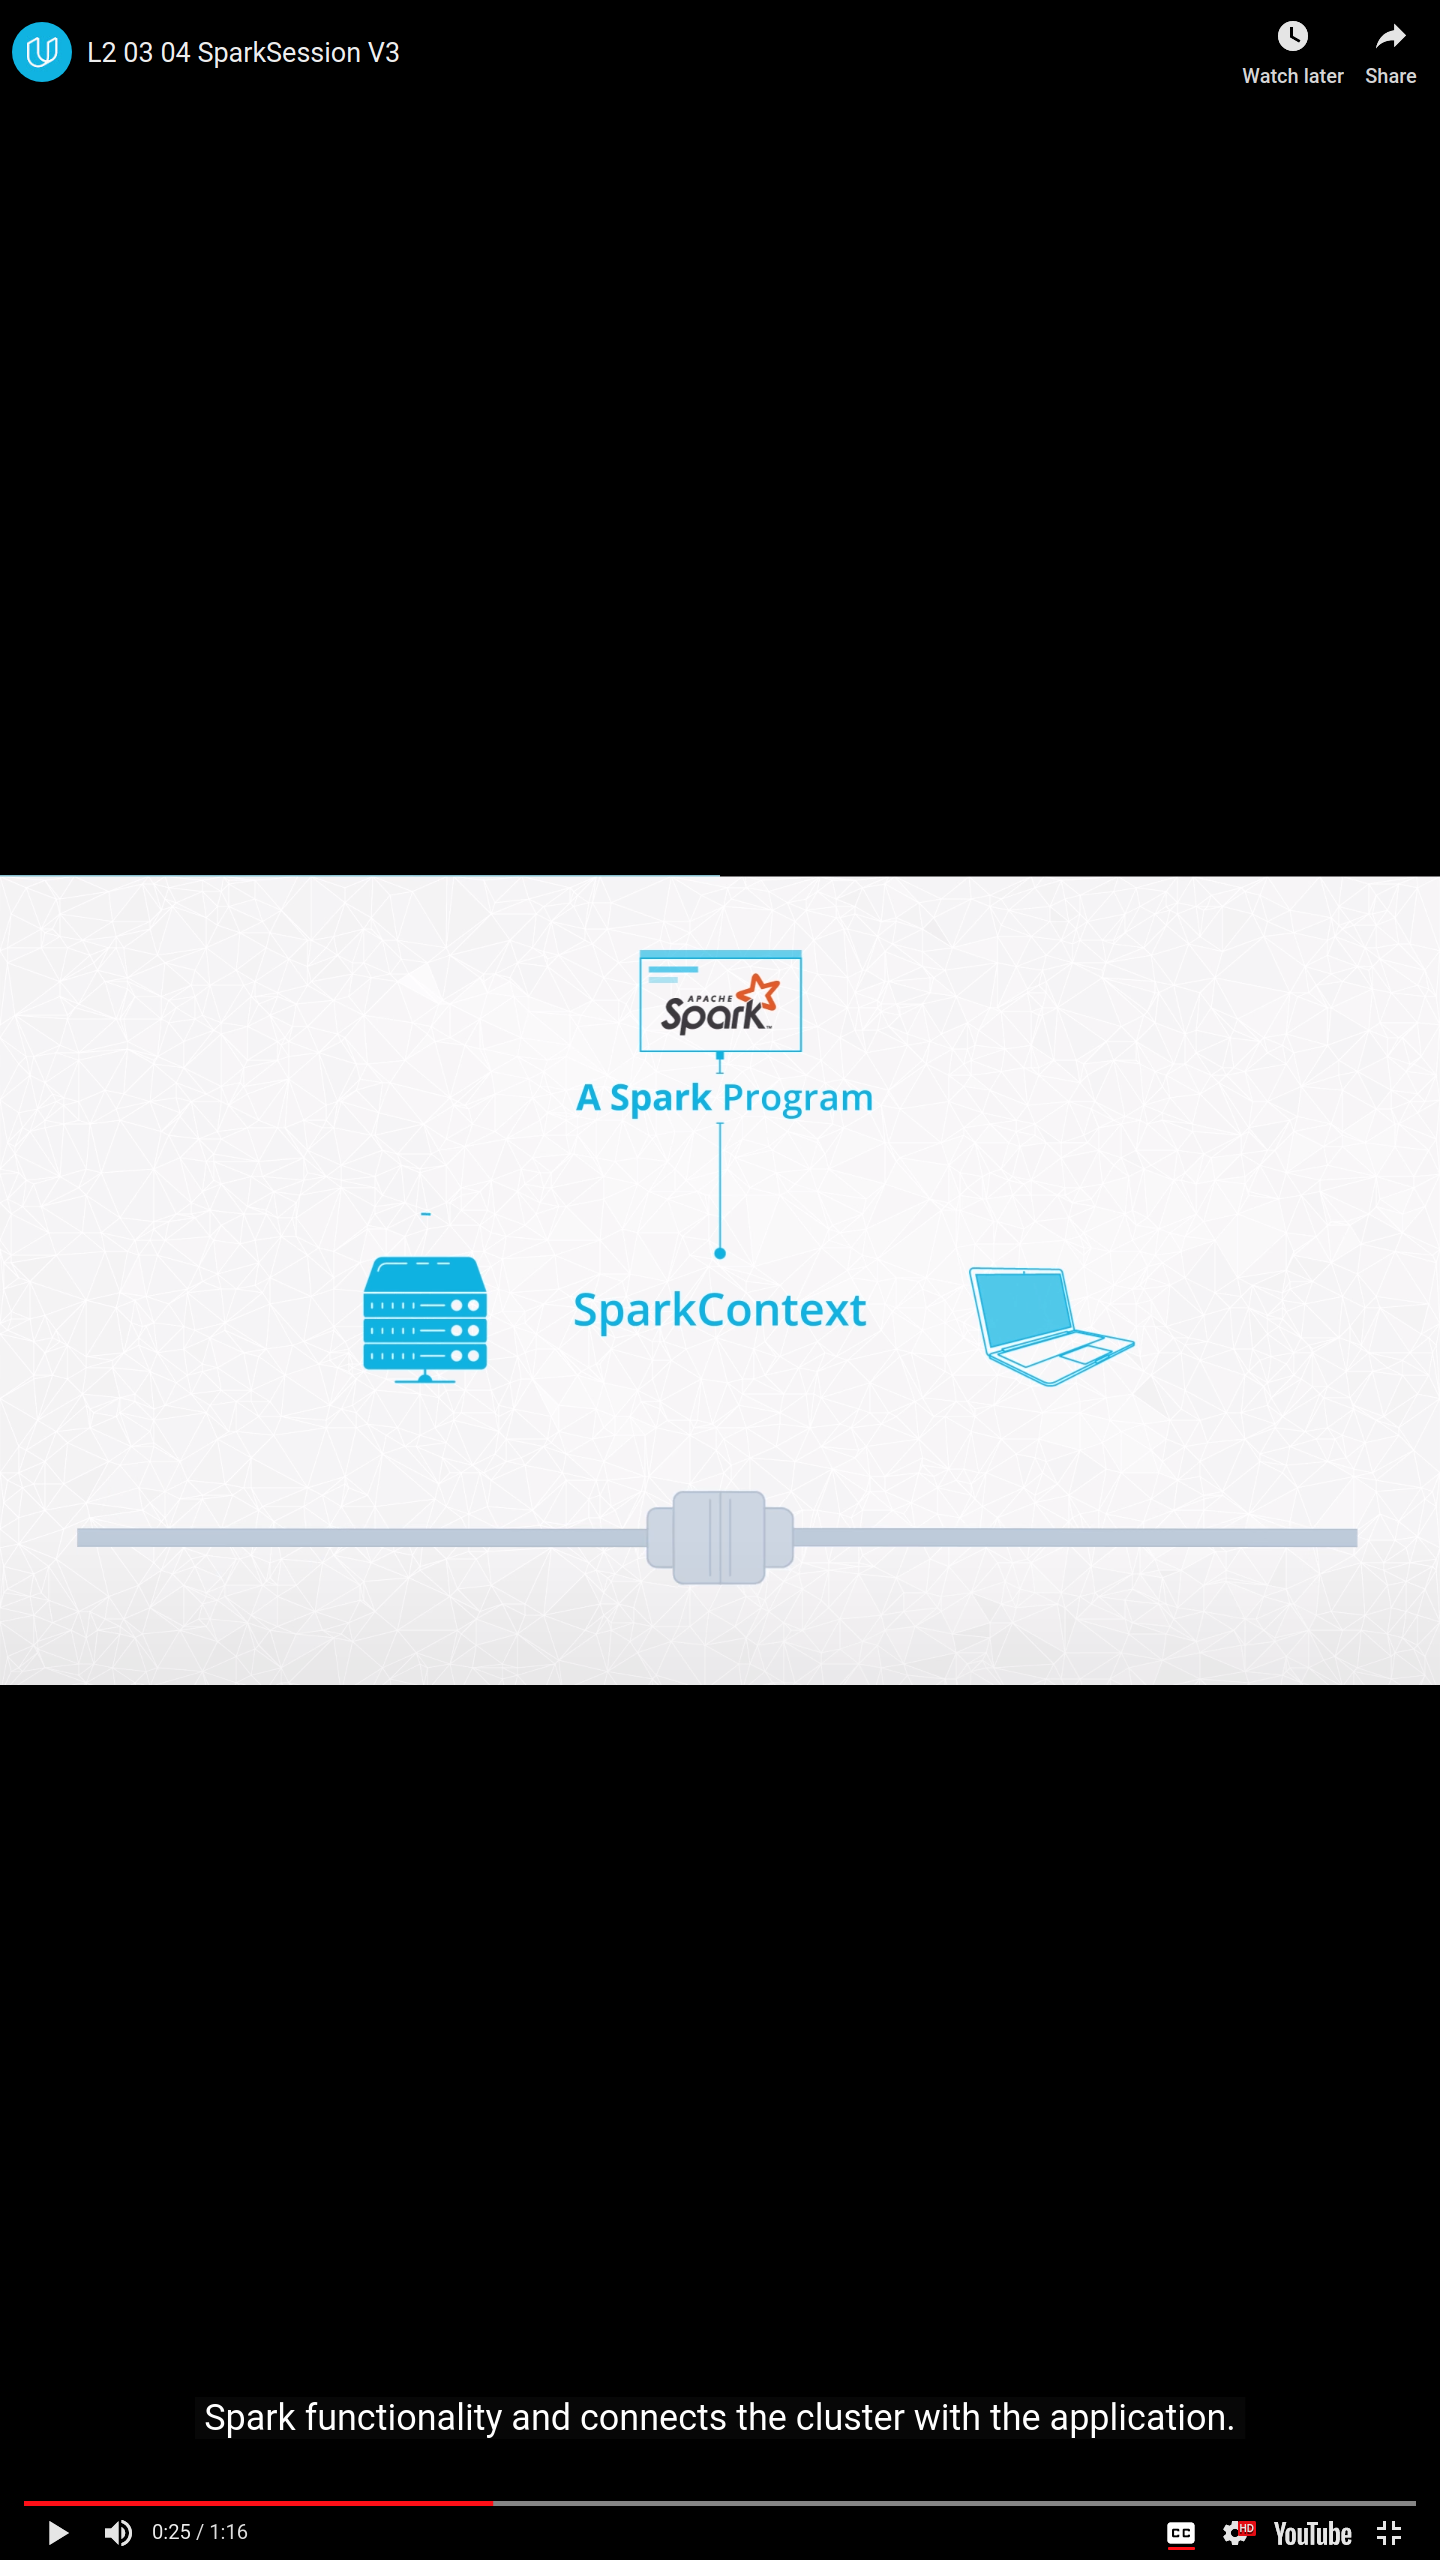 L2 03 04 SparkSession V3
Watch later
Share
APACHE
Spark™
A Spark Program
SparkContext
Spark functionality and connects the cluster with the application.
0:25 / 1:16
CC
HD
YouTube